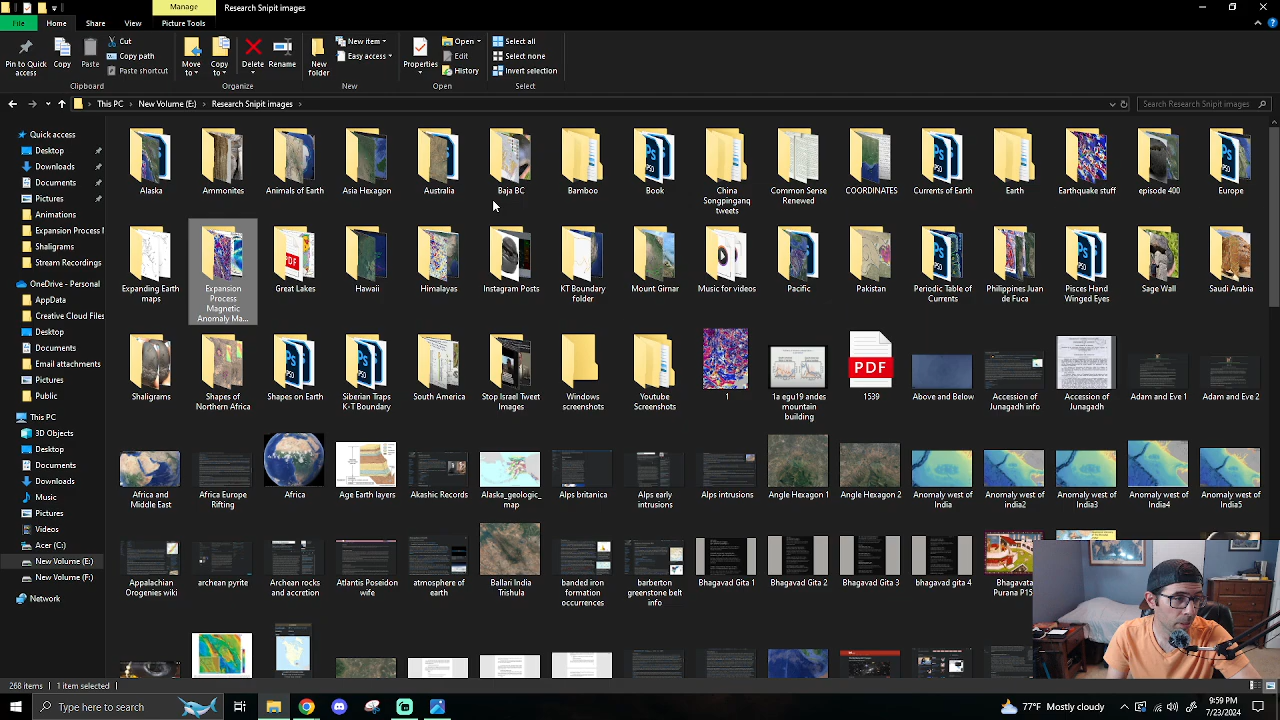 Manage
Research Snipit images
File
Home
Share
View
Picture Tools
Pin to Quick access
Copy
Paste
Cut
Copy path
Paste shortcut
Clipboard
Move to
Copy to
Delete
Rename
Organize
New folder
New item
Easy access
New
Properties
Open
Edit
History
Open
Select all
Select none
Invert selection
Select
This PC
New Volume (E:)
Research Snipit images
Search Research Snipit images
Quick access
Desktop
Downloads
Documents
Pictures
Animations
Expansion Process
Shaligrams
Stream Recordings
OneDrive - Personal
AppData
Creative Cloud Files
Desktop
Documents
Email attachments
Pictures
Public
This PC
3D Objects
Desktop
Documents
Downloads
Music
Pictures
Videos
Acer (C:)
New Volume (E:)
New Volume (F:)
Network
Alaska
Ammonites
Animals of Earth
Asia Hexagon
Australia
Baja BC
Bamboo
Book
China Songpingang tweets
Common Sense Renewed
COORDINATES
Currents of Earth
Earth
Earthquake stuff
episode 400
Europe
Expanding Earth maps
Expansion Process Magnetic Anomaly Ma...
Great Lakes
Hawaii
Himalayas
Instagram Posts
KT Boundary folder
Mount Girnar
Music for videos
Pacific
Pakistan
Periodic Table of Currents
Philippines Juan de Fuca
Pisces Hand Winged Eyes
Sage Wall
Saudi Arabia
Shaligrams
Shapes of Northern Africa
Shapes on Earth
Siberian Traps K-T Boundary
South America
Stop Israel Tweet Images
Windows screenshots
Youtube Screenshots
1
1a egu19 andes mountain building
PDF
1539
Above and Below
Accession of Junagadh info
Accession of Junagadh
Adam and Eve 1
Adam and Eve 2
Africa and Middle East
Africa Europe Rifting
Africa
Age Earth layers
Akashic Records
Alaska_geologic_map
Alps britanica
Alps early intrusions
Alps intrusions
Angle Hexagon 1
Angle Hexagon 2
Anomaly west of India
Anomaly west of India2
Anomaly west of India3
Anomaly west of India4
Anomaly west of India5
Appalachian Orogenies wiki
archean pyrite
Archean rocks and accretion
Atlantis Poseidon wife
atmosphere of earth
Ballari India Trishula
banded iron formation occurrences
barberton greenstone belt info
Bhagavad Gita 1
Bhagavad Gita 2
Bhagavad Gita 3
bhagavad gita 4
Purana P15
268 items
1 item selected
Type here to search
77°F Mostly cloudy
9:59 PM
7/23/2024